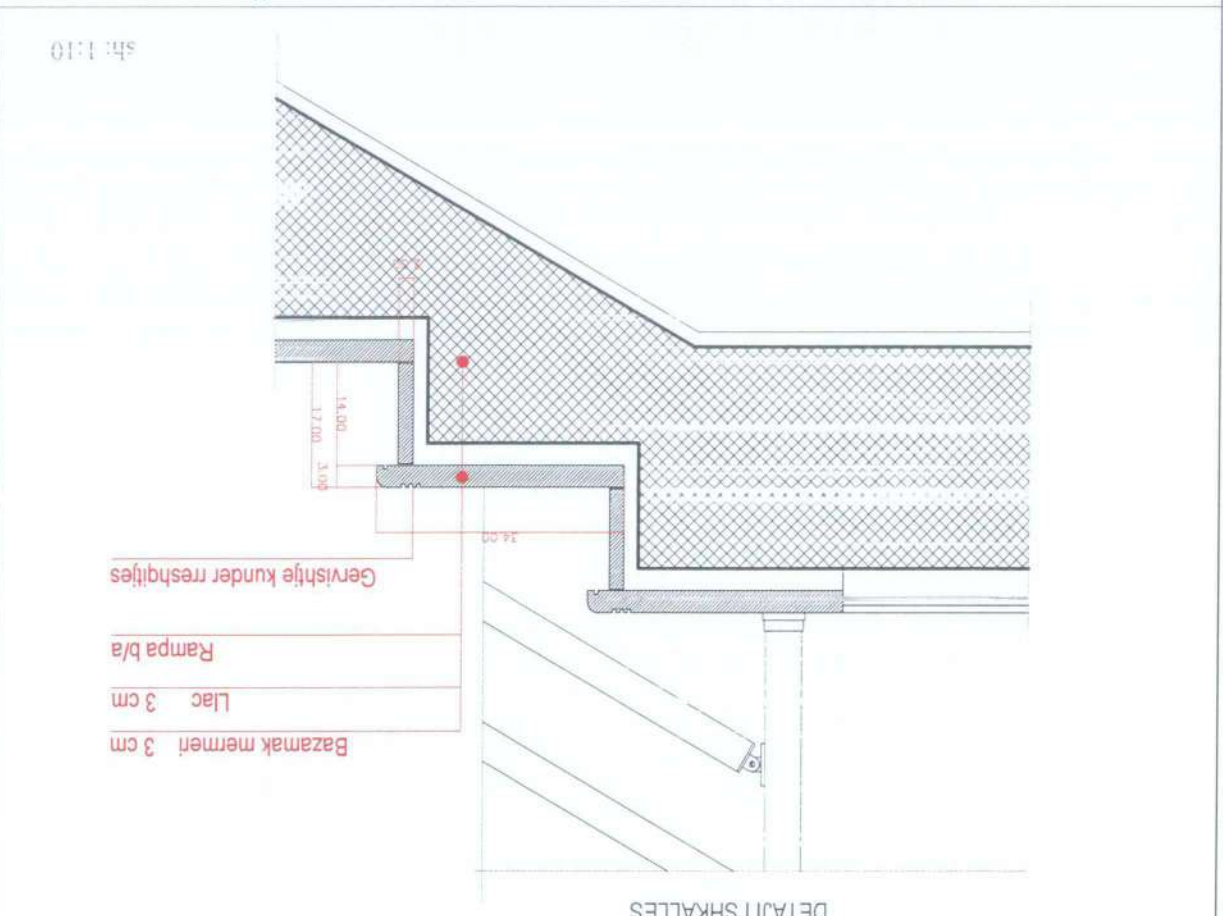 DETAJI I SHKALLES
Bazamak mermeri 3 cm
Llac 3 cm
Rampa b/a
Gervishtje kunder rreshqitjes
34.00
3.00
14.00
17.00
sh: 1:10